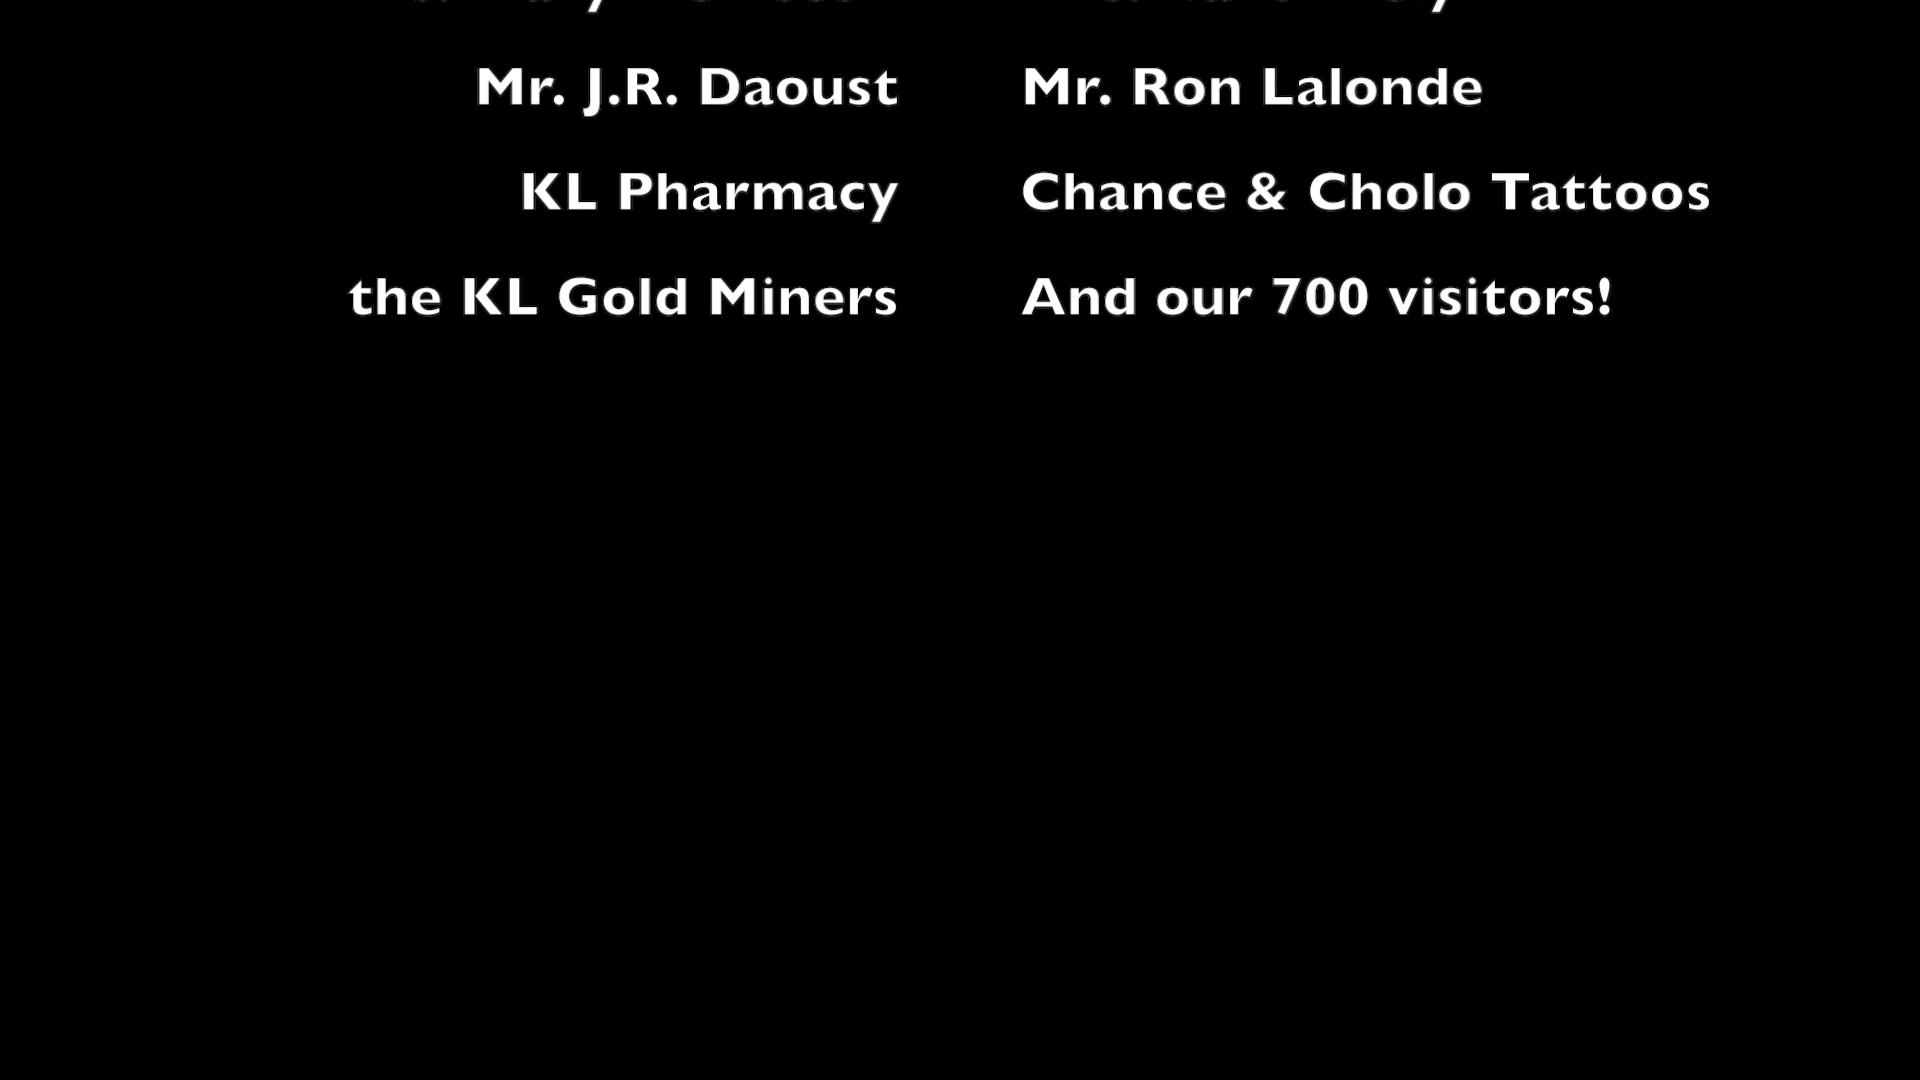 Mr. J.R. Daoust Mr. Ron Lalonde
KL Pharmacy Chance & Cholo Tattoos
the KL Gold Miners And our 700 visitors!